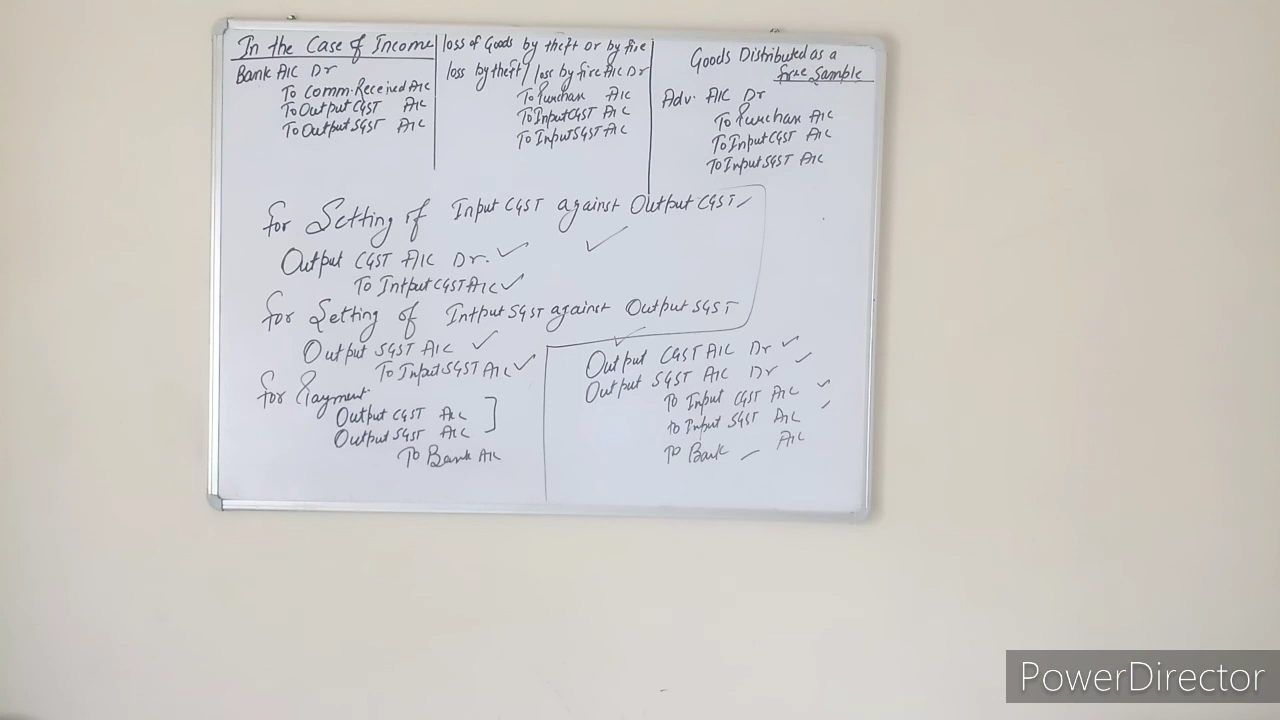 In the Case of Income
Bank A/C Dr
To Comm. Received A/C
To Output CGST A/C
To Output SGST A/C
loss of Goods by theft or by fire
loss by theft / loss by fire A/C Dr
To Purchase A/C
To Input CGST A/C
To Input SGST A/C
Goods Distributed as a
free Sample
Adv. A/C Dr
To Purchase A/C
To Input CGST A/C
To Input SGST A/C
for Setting of Input CGST against Output CGST
Output CGST A/C Dr.
To Intput CGST A/C
for Setting of Intput SGST against Output SGST
Output SGST A/C
To Input SGST A/C
for Payment
Output CGST A/C
Output SGST A/C
To Bank A/C
Output CGST A/C Dr
Output SGST A/C Dr
To Input CGST A/C
to Input SGST A/C
To Bank A/C
PowerDirector